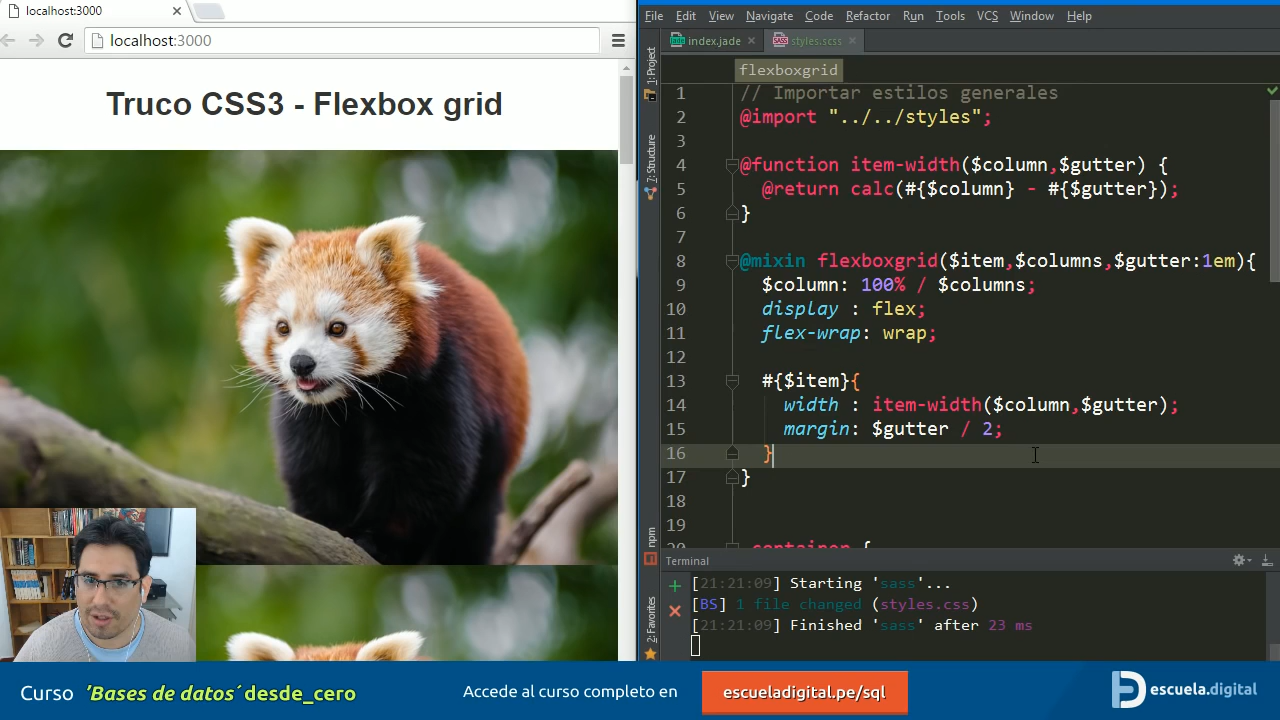 localhost:3000
localhost:3000
Truco CSS3 - Flexbox grid
File Edit View Navigate Code Refactor Run Tools VCS Window Help
index.jade
styles.scss
flexboxgrid
1: Project
7: Structure
npm
2: Favorites
1 // Importar estilos generales
2 @import "../../styles";
3
4 @function item-width($column,$gutter) {
5 @return calc(#{$column} - #{$gutter});
6 }
7
8 @mixin flexboxgrid($item,$columns,$gutter:1em){
9 $column: 100% / $columns;
10 display : flex;
11 flex-wrap: wrap;
12
13 #{$item}{
14 width : item-width($column,$gutter);
15 margin: $gutter / 2;
16 }
17 }
18
19
20 .container {
Terminal
[21:21:09] Starting 'sass'...
[BS] 1 file changed (styles.css)
[21:21:09] Finished 'sass' after 23 ms
Curso 'Bases de datos´ desde_cero
Accede al curso completo en
escueladigital.pe/sql
escuela.digital